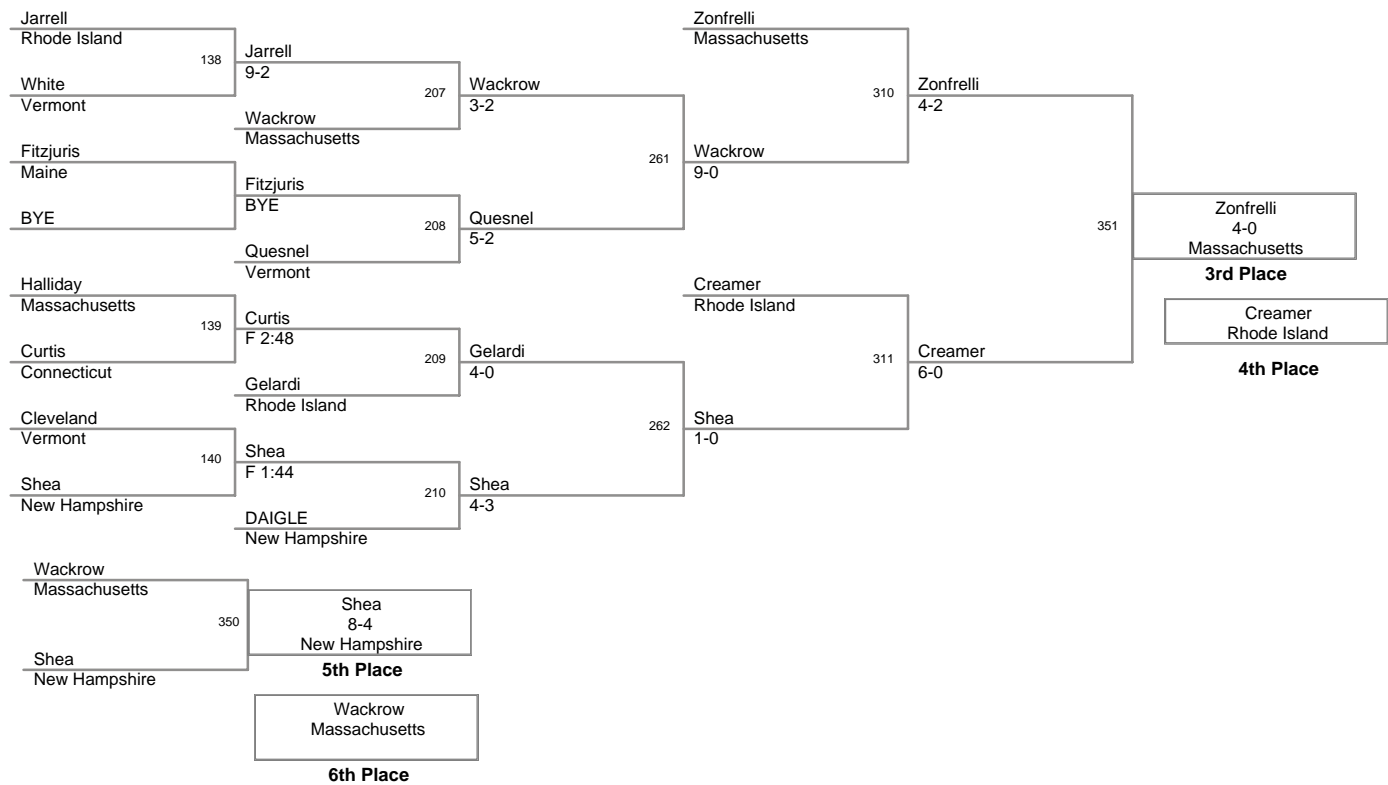 Jarrell
Rhode Island
138
White
Vermont
Fitzjuris
Maine
BYE
Halliday
Massachusetts
139
Curtis
Connecticut
Cleveland
Vermont
140
Shea
New Hampshire
Jarrell
9-2
207
Wackrow
Massachusetts
Fitzjuris
BYE
208
Quesnel
Vermont
Curtis
F 2:48
209
Gelardi
Rhode Island
Shea
F 1:44
210
DAIGLE
New Hampshire
Wackrow
3-2
261
Quesnel
5-2
Gelardi
4-0
262
Shea
4-3
Zonfrelli
Massachusetts
310
Wackrow
9-0
Creamer
Rhode Island
311
Shea
1-0
Zonfrelli
4-2
351
Creamer
6-0
Zonfrelli
4-0
Massachusetts
3rd Place
Creamer
Rhode Island
4th Place
Wackrow
Massachusetts
350
Shea
New Hampshire
Shea
8-4
New Hampshire
5th Place
Wackrow
Massachusetts
6th Place